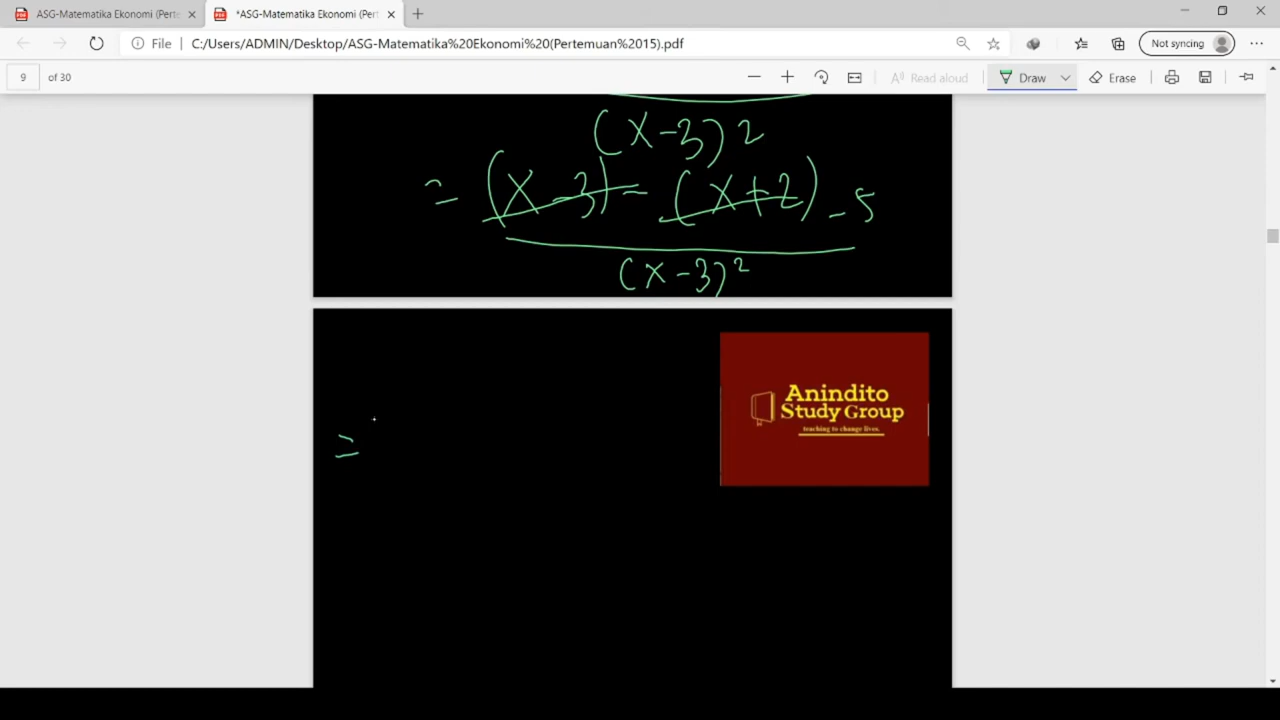 ASG-Matematika Ekonomi (Perte
*ASG-Matematika Ekonomi (Pert
File
C:/Users/ADMIN/Desktop/ASG-Matematika%20Ekonomi%20(Pertemuan%2015).pdf
Not syncing
9 of 30
Read aloud
Draw
Erase
(x-3)2
= (x-3) - (x+2) -5
(x-3)²
Anindito
Study Group
teaching to change lives.
=